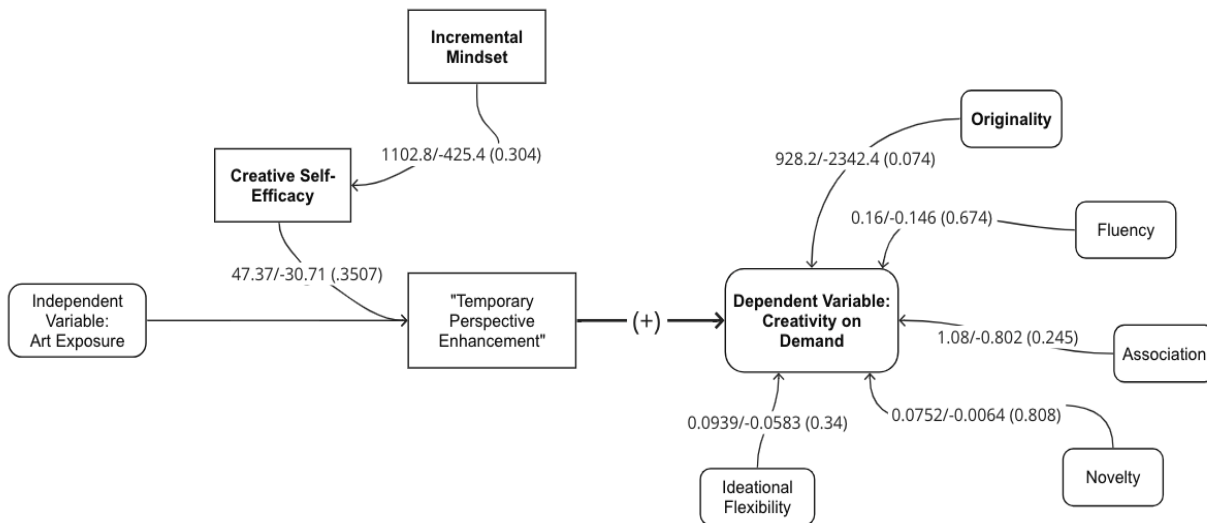 Incremental
Mindset
1102.8/-425.4 (0.304)
Creative Self-
Efficacy
47.37/-30.71 (.3507)
Independent
Variable:
Art Exposure
"Temporary
Perspective
Enhancement"
(+)
Dependent Variable:
Creativity on
Demand
Originality
928.2/-2342.4 (0.074)
0.16/-0.146 (0.674)
Fluency
1.08/-0.802 (0.245)
Association
0.0752/-0.0064 (0.808)
Novelty
0.0939/-0.0583 (0.34)
Ideational
Flexibility